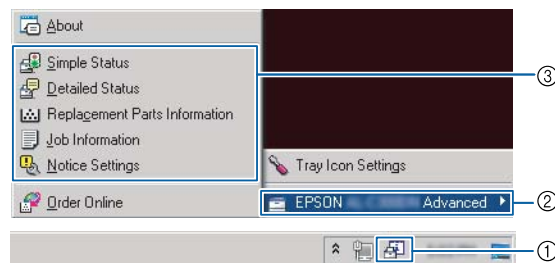 About
Simple Status
Detailed Status
Replacement Parts Information
Job Information
Notice Settings
Order Online
Tray Icon Settings
EPSON Advanced
③
②
①